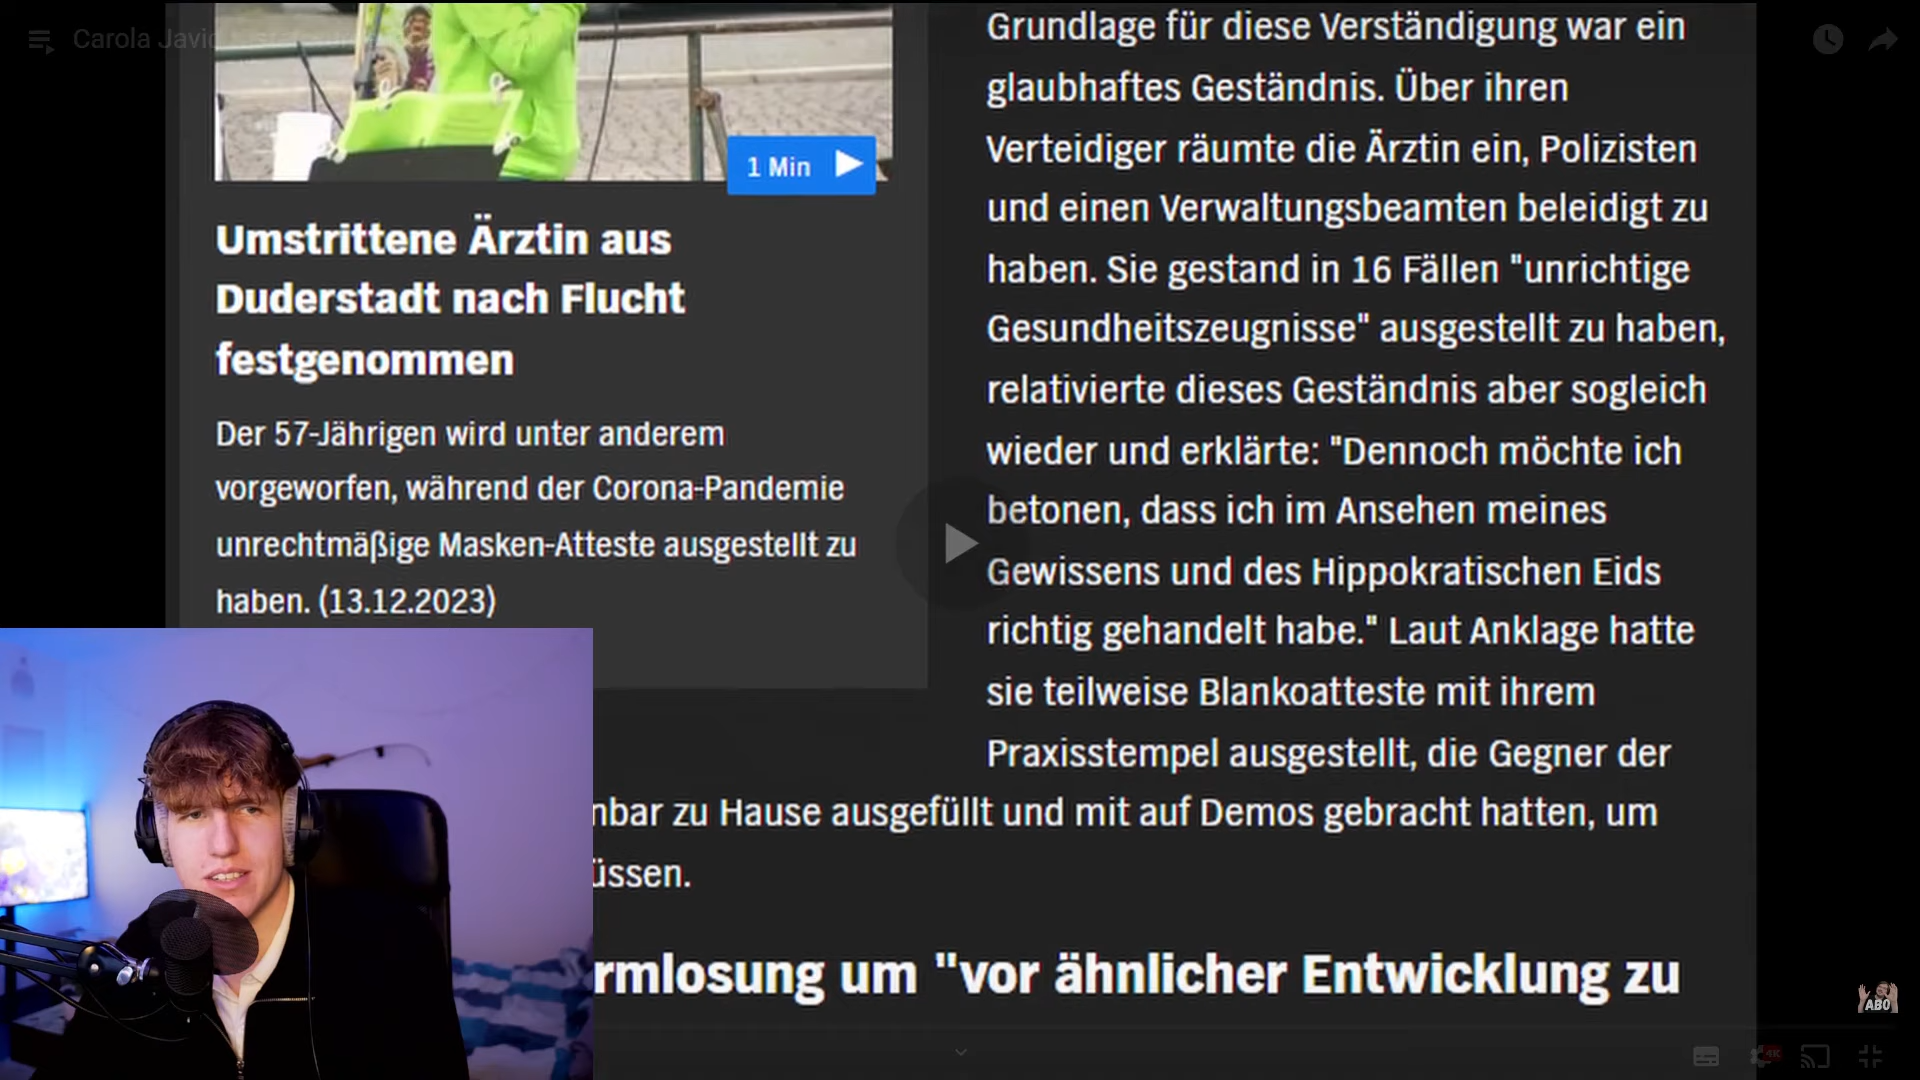 Carola Javid
1 Min
Umstrittene Ärztin aus
Duderstadt nach Flucht
festgenommen
Der 57-Jährigen wird unter anderem
vorgeworfen, während der Corona-Pandemie
unrechtmäßige Masken-Atteste ausgestellt zu
haben. (13.12.2023)
Grundlage für diese Verständigung war ein
glaubhaftes Geständnis. Über ihren
Verteidiger räumte die Ärztin ein, Polizisten
und einen Verwaltungsbeamten beleidigt zu
haben. Sie gestand in 16 Fällen "unrichtige
Gesundheitszeugnisse" ausgestellt zu haben,
relativierte dieses Geständnis aber sogleich
wieder und erklärte: "Dennoch möchte ich
betonen, dass ich im Ansehen meines
Gewissens und des Hippokratischen Eids
richtig gehandelt habe." Laut Anklage hatte
sie teilweise Blankoatteste mit ihrem
Praxisstempel ausgestellt, die Gegner der
nbar zu Hause ausgefüllt und mit auf Demos gebracht hatten, um
üssen.
rmlosung um "vor ähnlicher Entwicklung zu
ABO
4K